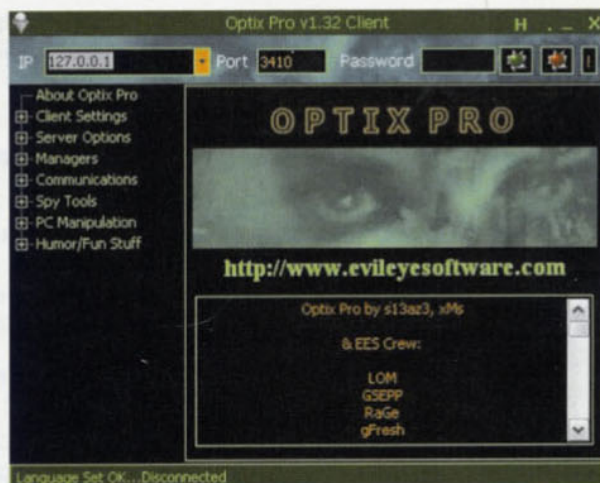 Optix Pro v1.32 Client
H . _ X
IP 127.0.0.1 Port 3410 Password
About Optix Pro
Client Settings
Server Options
Managers
Communications
Spy Tools
PC Manipulation
Humor/Fun Stuff
OPTIX PRO
http://www.evileyesoftware.com
Optix Pro by s13az3, xMs
& EES Crew:
LOM
GSEPP
RaGe
gFresh
Language Set OK...Disconnected